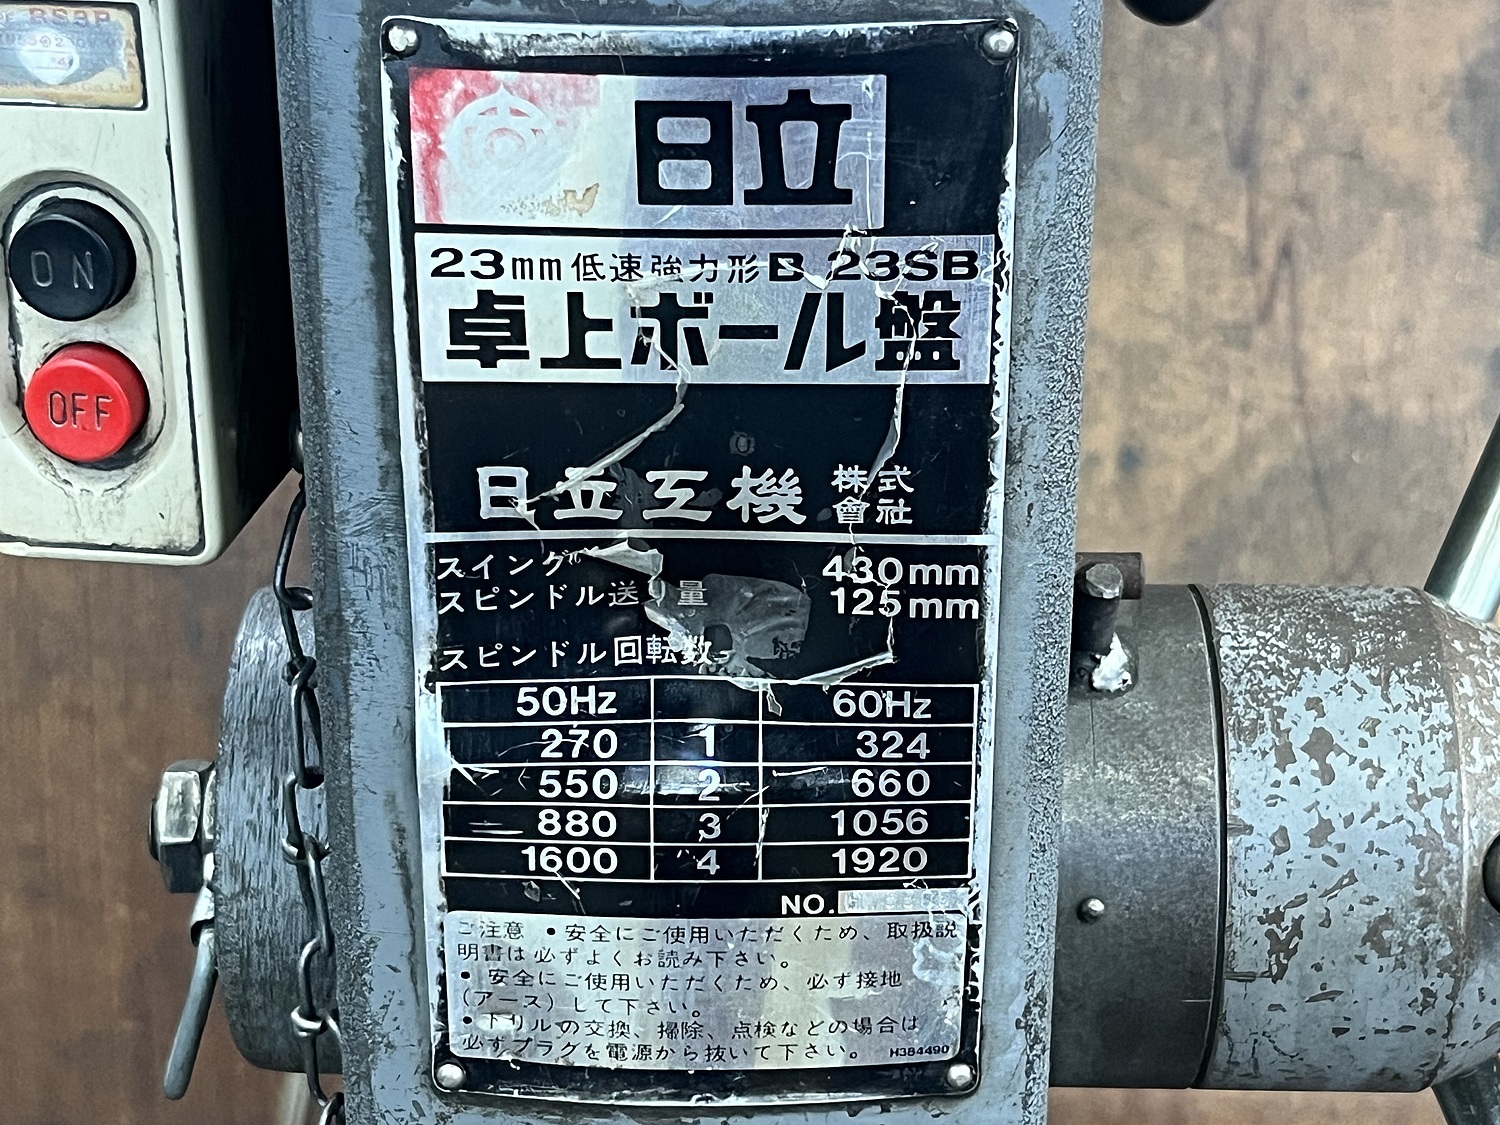 ON
OFF
日立
23mm低速強力形B 23SB
卓上ボール盤
日立工機 株式會社
スイング 430mm
スピンドル送り量 125mm
スピンドル回転数
50Hz 60Hz
270 1 324
550 2 660
880 3 1056
1600 4 1920
NO.
ご注意 ●安全にご使用いただくため、取扱説
明書は必ずよくお読み下さい。
● 安全にご使用いただくため、必ず接地
(アース)して下さい。
●ドリルの交換、掃除、点検などの場合は
必ずプラグを電源から抜いて下さい。 H384490